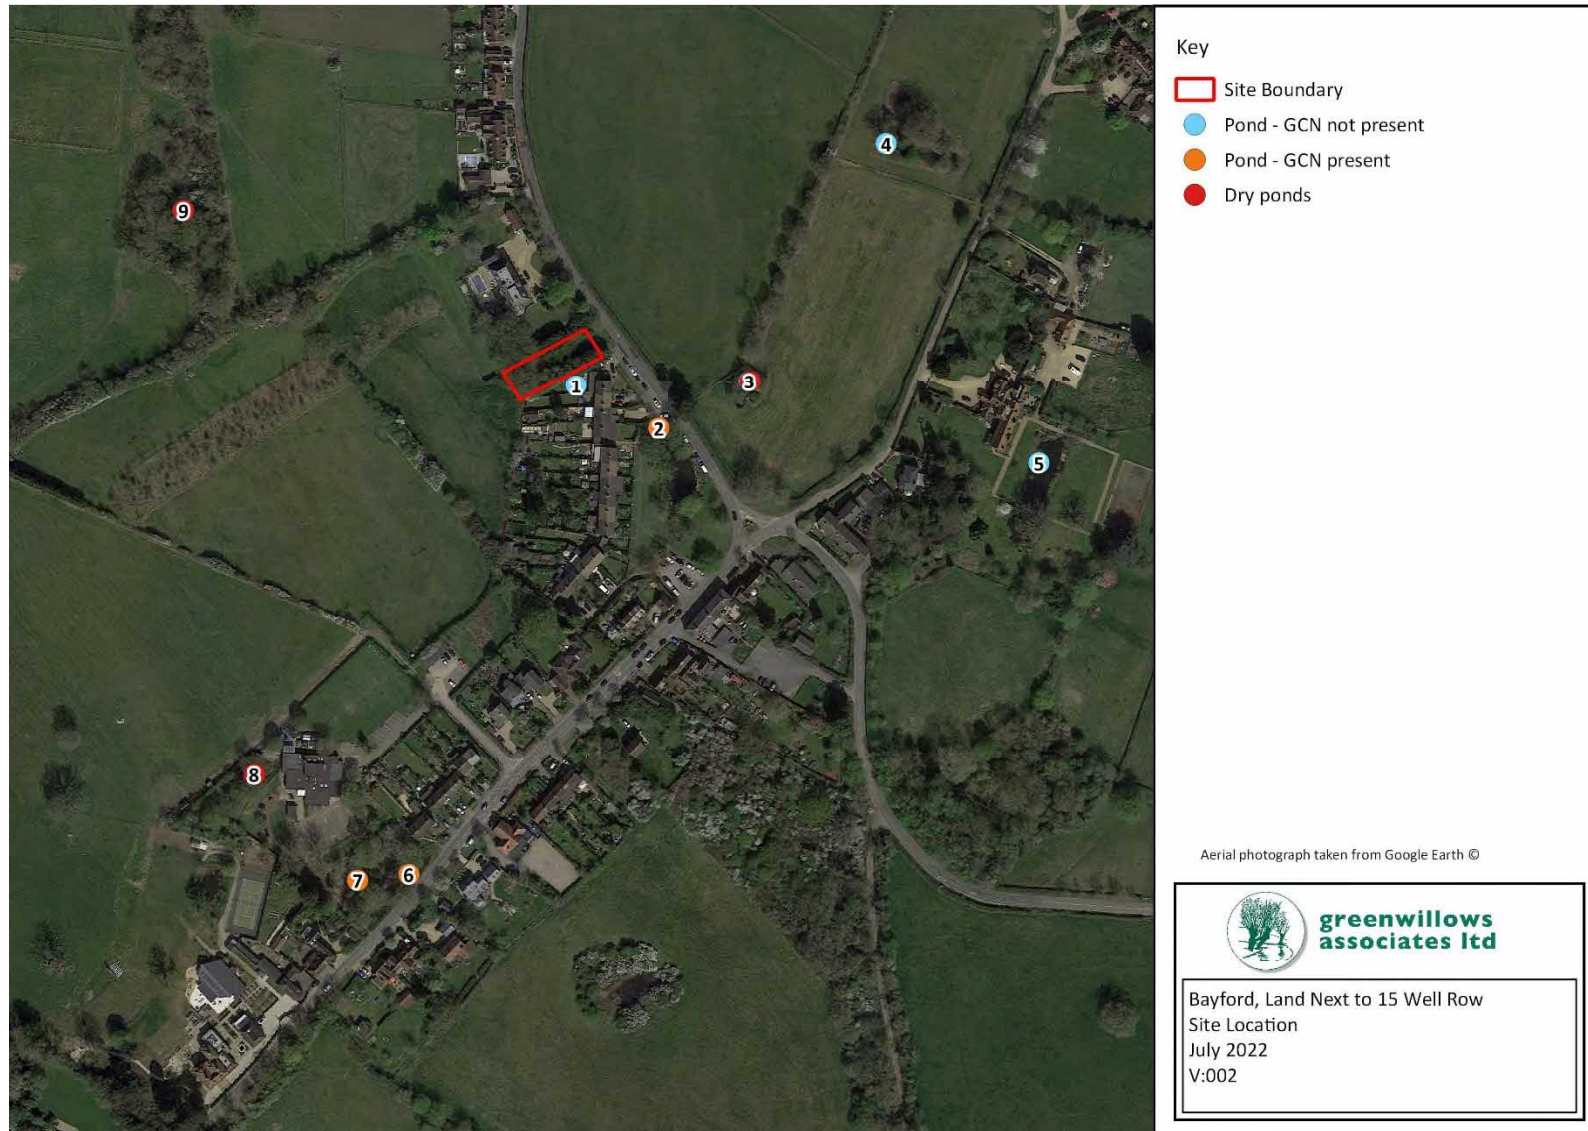 Key
Site Boundary
Pond - GCN not present
Pond - GCN present
Dry ponds
4
9
1
3
2
5
8
7
6
Aerial photograph taken from Google Earth ©
greenwillows
associates ltd
Bayford, Land Next to 15 Well Row
Site Location
July 2022
V:002